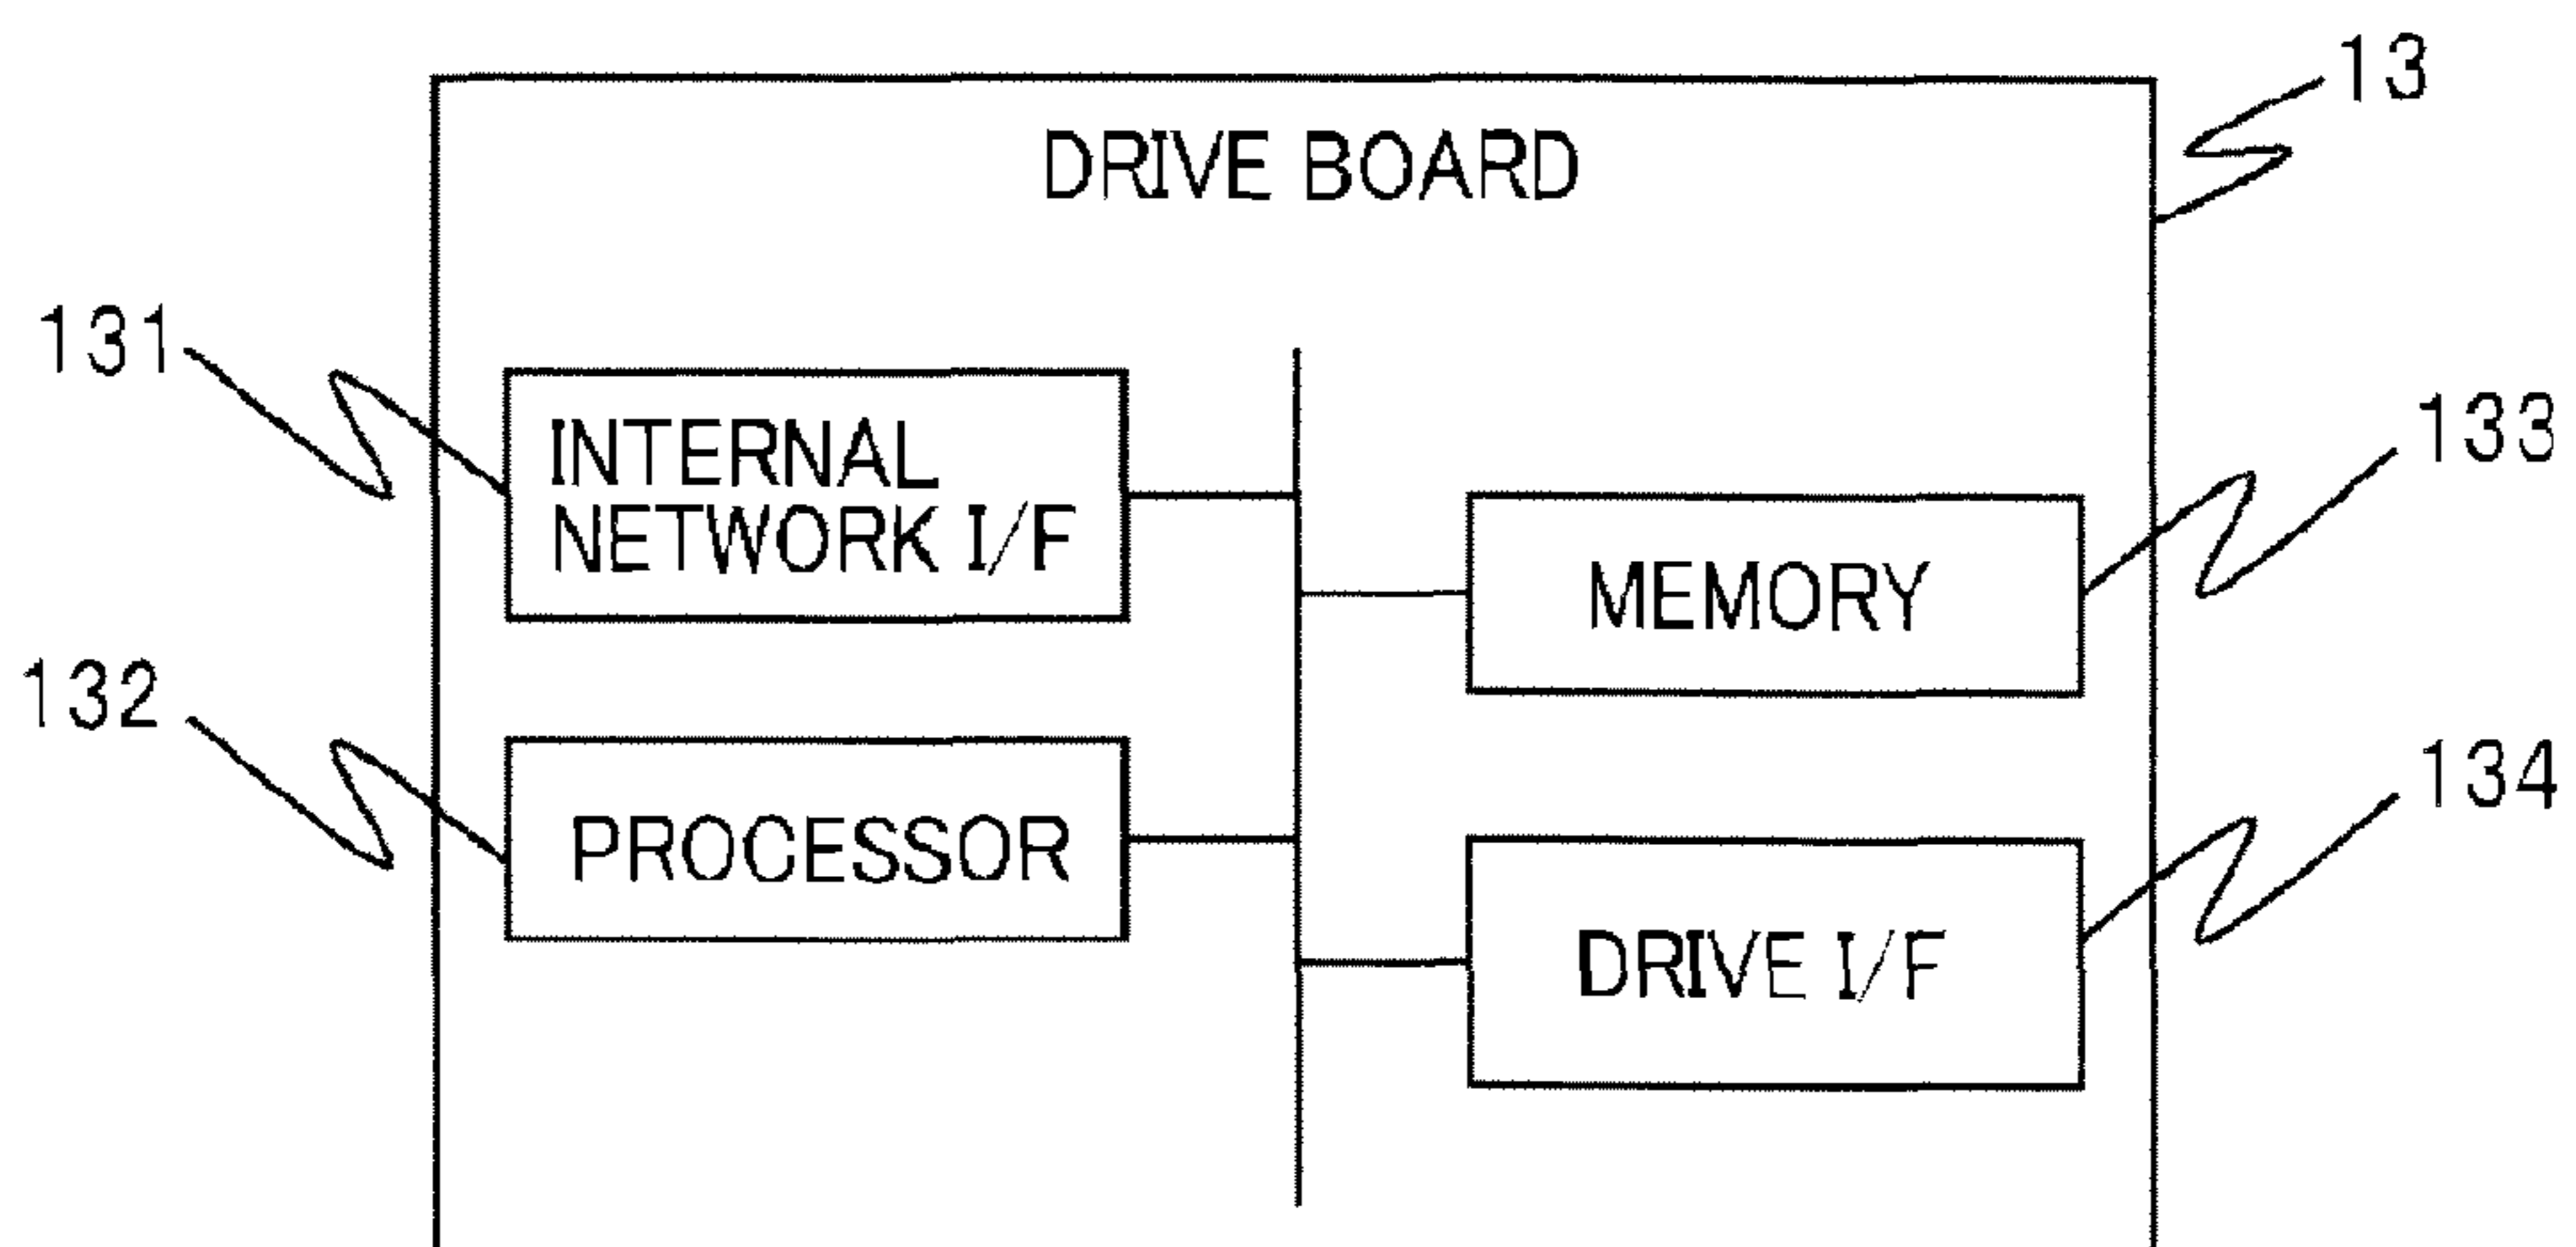 13
DRIVE BOARD
131
INTERNAL
NETWORK I/F
133
MEMORY
132
PROCESSOR
134
DRIVE I/F